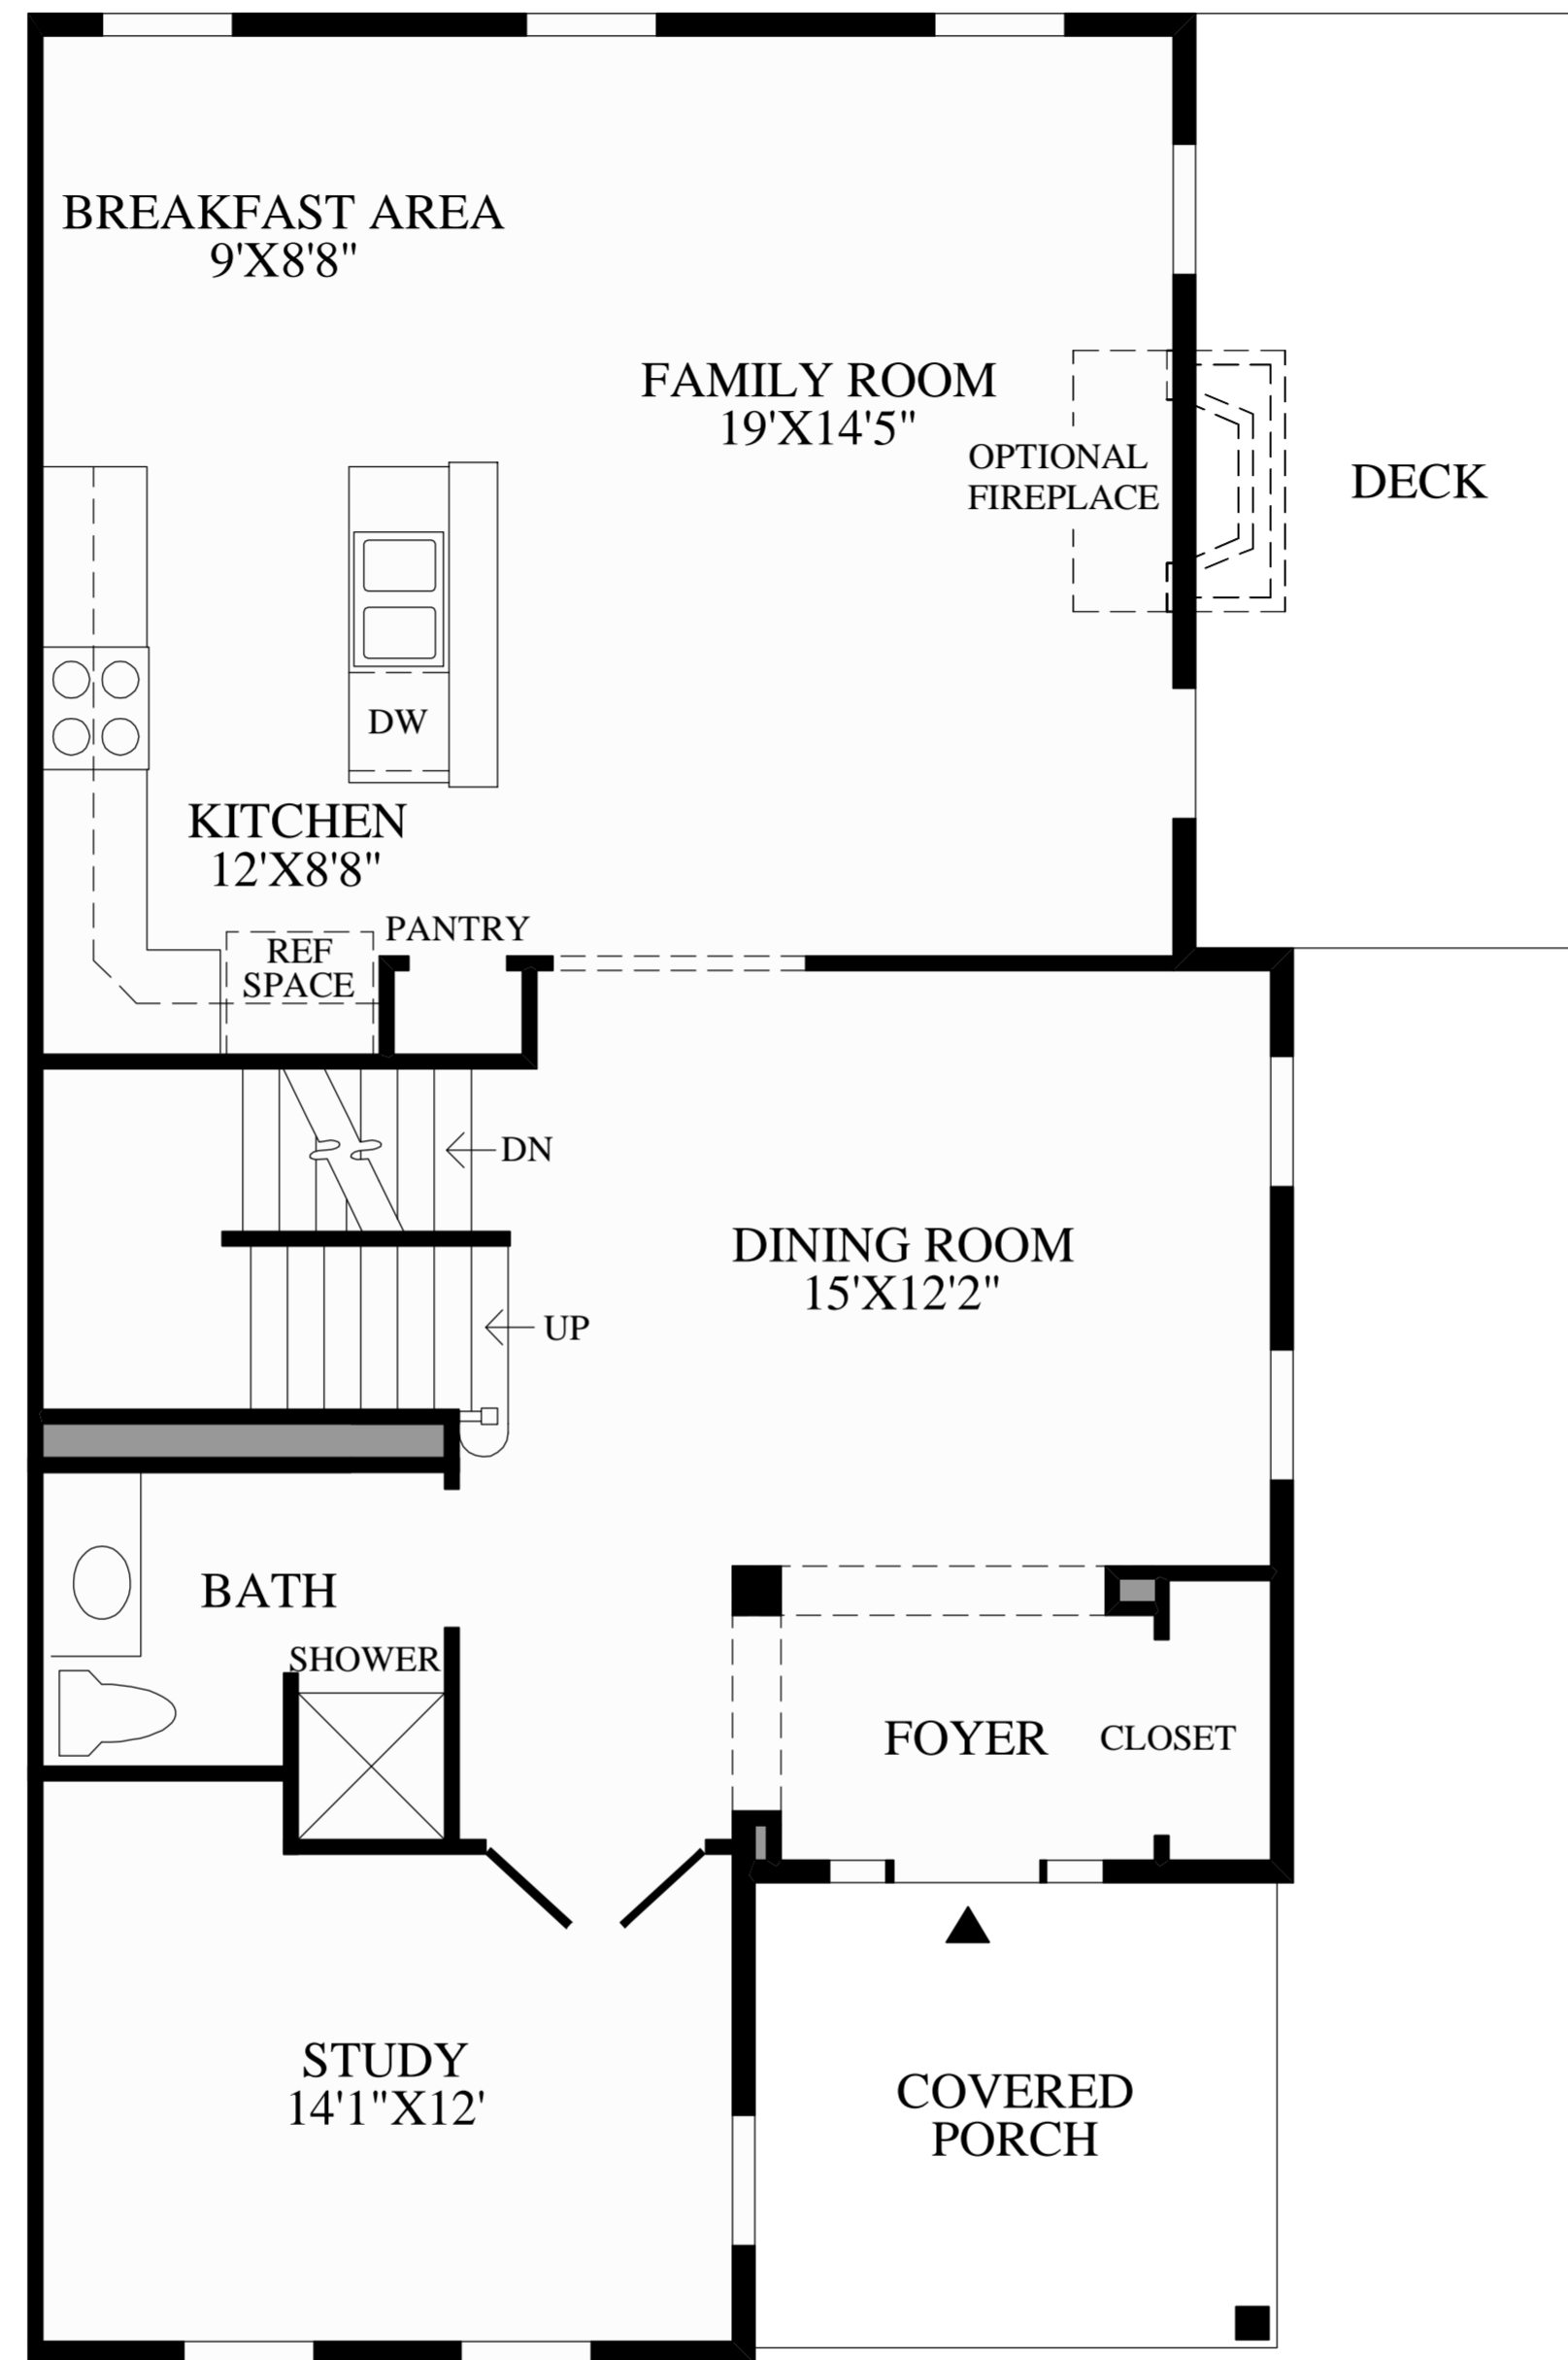 BREAKFAST AREA
9'X8'8"
FAMILY ROOM
19'X14'5"
OPTIONAL
FIREPLACE
DECK
DW
KITCHEN
12'X8'8"
PANTRY
REF
SPACE
DN
DINING ROOM
15'X12'2"
UP
BATH
SHOWER
FOYER
CLOSET
STUDY
14'1"X12'
COVERED
PORCH